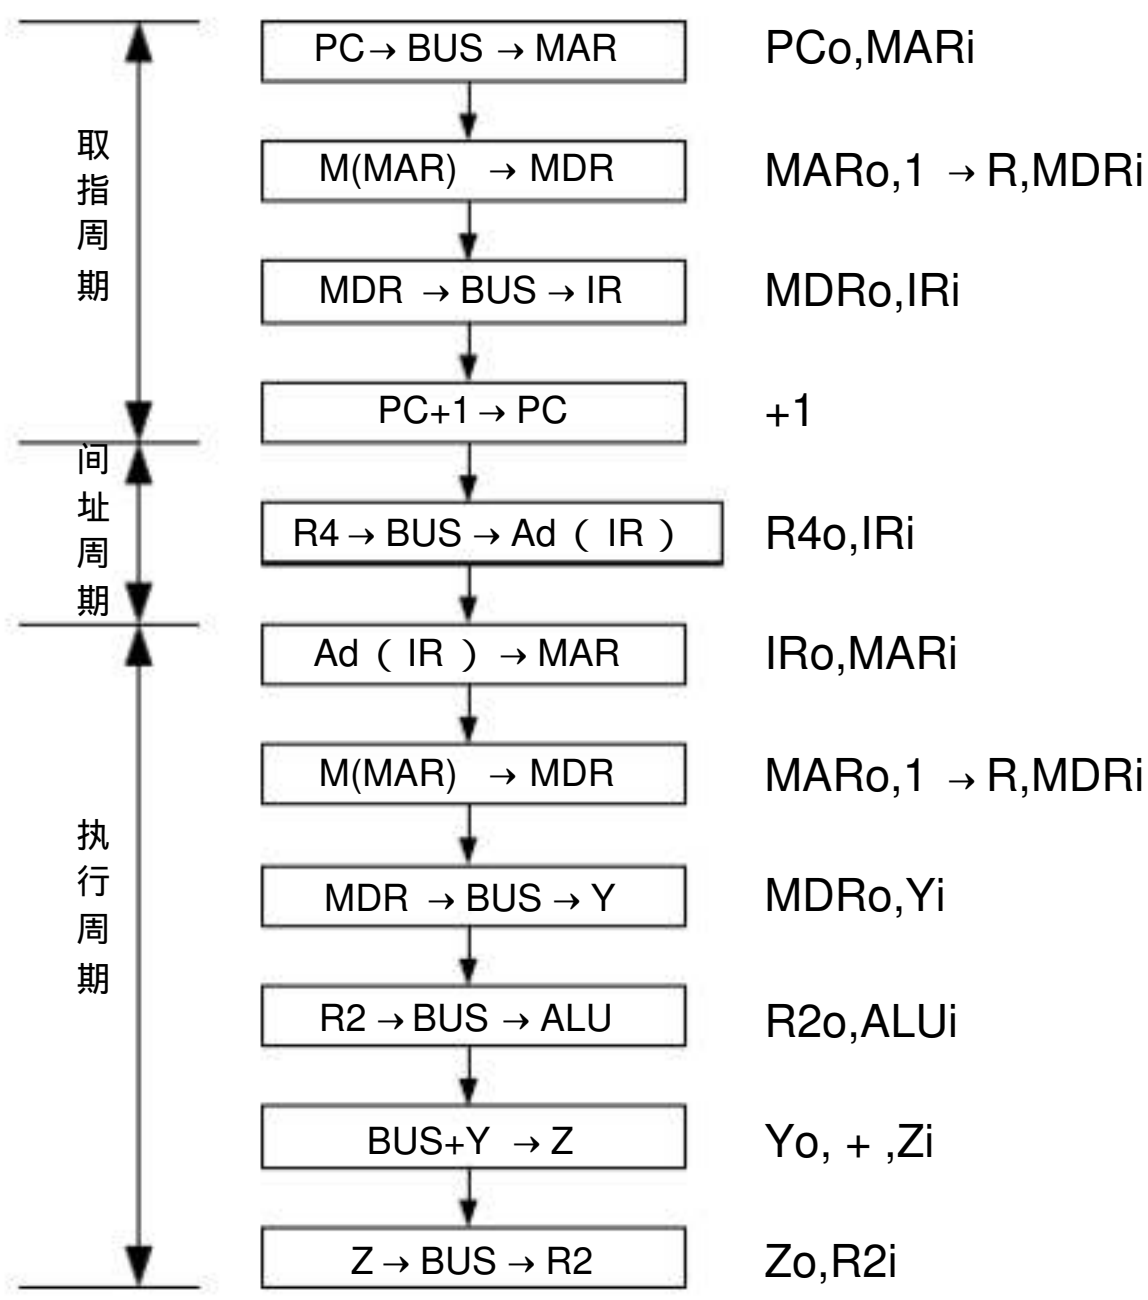 取指周期
PC→BUS→MAR PCo,MARi
M(MAR) →MDR MARo,1 →R,MDRi
MDR →BUS→IR MDRo,IRi
PC+1→PC +1
间址周期
R4→BUS→Ad（IR） R4o,IRi
执行周期
Ad（IR）→MAR IRo,MARi
M(MAR) →MDR MARo,1 →R,MDRi
MDR →BUS→Y MDRo,Yi
R2→BUS→ALU R2o,ALUi
BUS+Y →Z Yo, + ,Zi
Z→BUS→R2 Zo,R2i